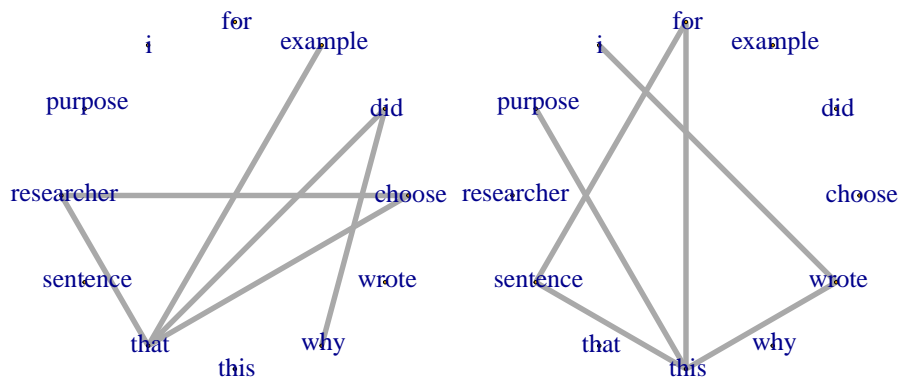 for
i
example
purpose
did
researcher
choose
sentence
wrote
that
why
this
for
i
example
purpose
did
researcher
choose
sentence
wrote
that
why
this